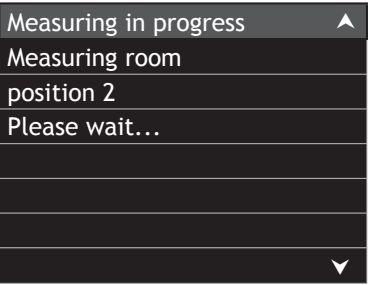 Measuring in progress
Measuring room
position 2
Please wait...